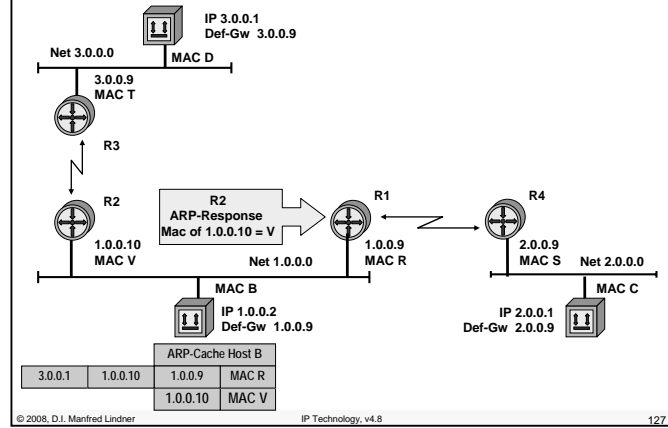 IP 3.0.0.1
Def-Gw 3.0.0.9
Net 3.0.0.0
MAC D
3.0.0.9
MAC T
R3
R2
R2
ARP-Response
Mac of 1.0.0.10 = V
R1
R4
1.0.0.10
MAC V
Net 1.0.0.0
1.0.0.9
MAC R
2.0.0.9
MAC S
Net 2.0.0.0
MAC B
MAC C
IP 1.0.0.2
Def-Gw 1.0.0.9
IP 2.0.0.1
Def-Gw 2.0.0.9
ARP-Cache Host B
3.0.0.1 1.0.0.10 1.0.0.9 MAC R
1.0.0.10 MAC V
© 2008, D.I. Manfred Lindner IP Technology, v4.8 127